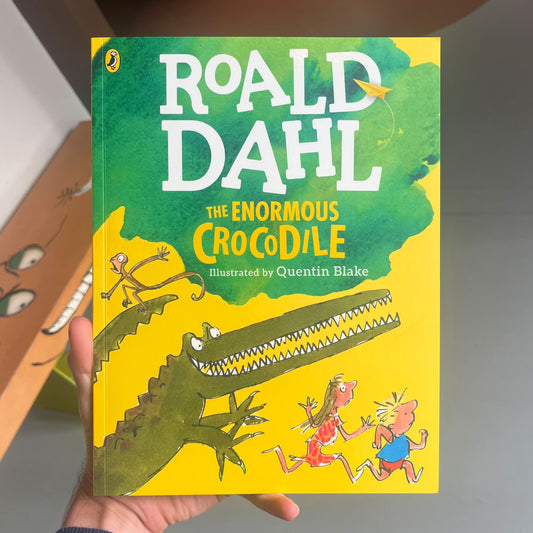 ROALD
DAHL
THE ENORMOUS
CROCODILE
Illustrated by Quentin Blake